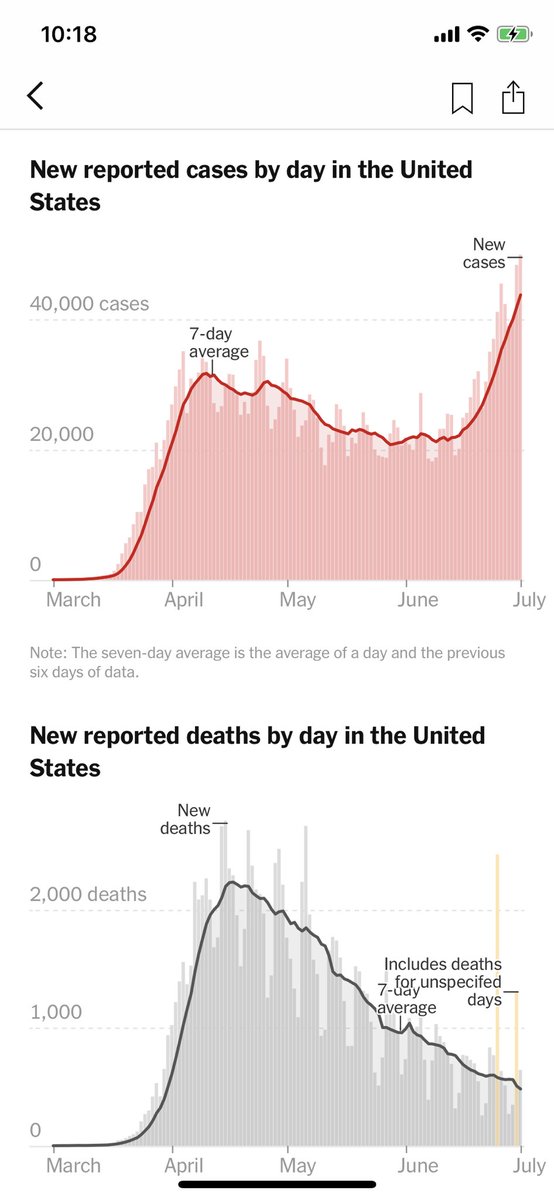 10:18
New reported cases by day in the United
States
New
cases
40,000 cases
7-day
average
20,000
0
March April May June July
Note: The seven-day average is the average of a day and the previous
six days of data.
New reported deaths by day in the United
States
New
deaths
2,000 deaths
Includes deaths
for unspecifed
days
7-day
average
1,000
0
March April May June July